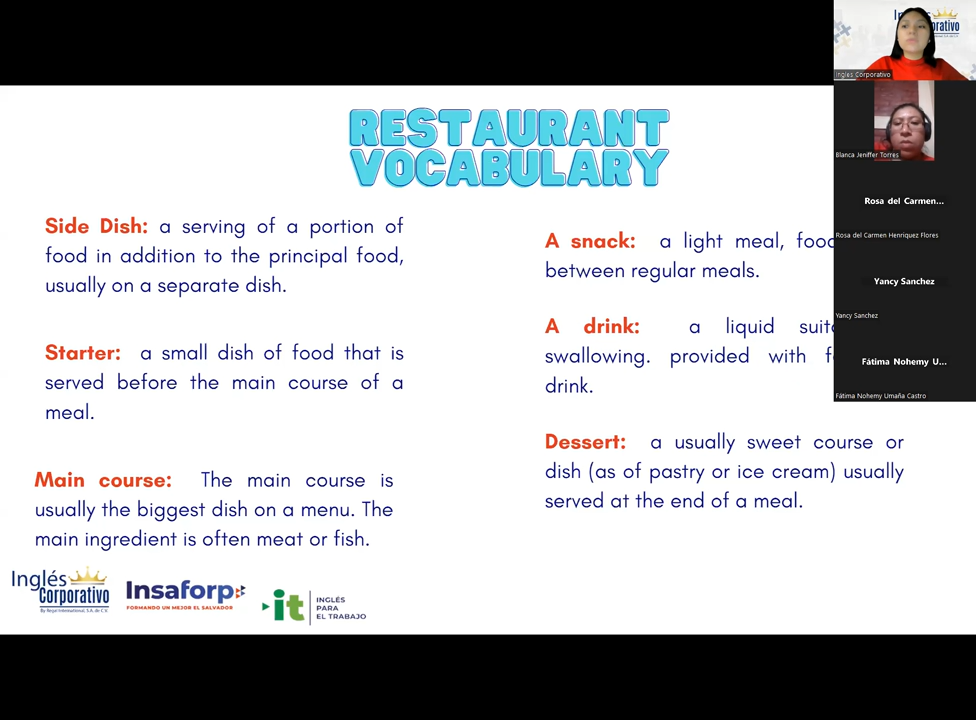 RESTAURANT
VOCABULARY
Side Dish: a serving of a portion of
food in addition to the principal food,
usually on a separate dish.
Starter: a small dish of food that is
served before the main course of a
meal.
Main course: The main course is
usually the biggest dish on a menu. The
main ingredient is often meat or fish.
A snack: a light meal, food
between regular meals.
A drink: a liquid
swallowing. provided with
drink.
Dessert: a usually sweet course or
dish (as of pastry or ice cream) usually
served at the end of a meal.
Inglés
Corporativo
By Regal International, S.A. de C.V.
Insaforp
FORMANDO UN MEJOR EL SALVADOR
it
INGLÉS
PARA
EL TRABAJO
Ingles Corporativo
Blanca Jeniffer Torres
Rosa del Carmen...
Rosa del Carmen Henriquez Flores
Yancy Sanchez
Yancy Sanchez
Fátima Nohemy U...
Fátima Nohemy Umaña Castro